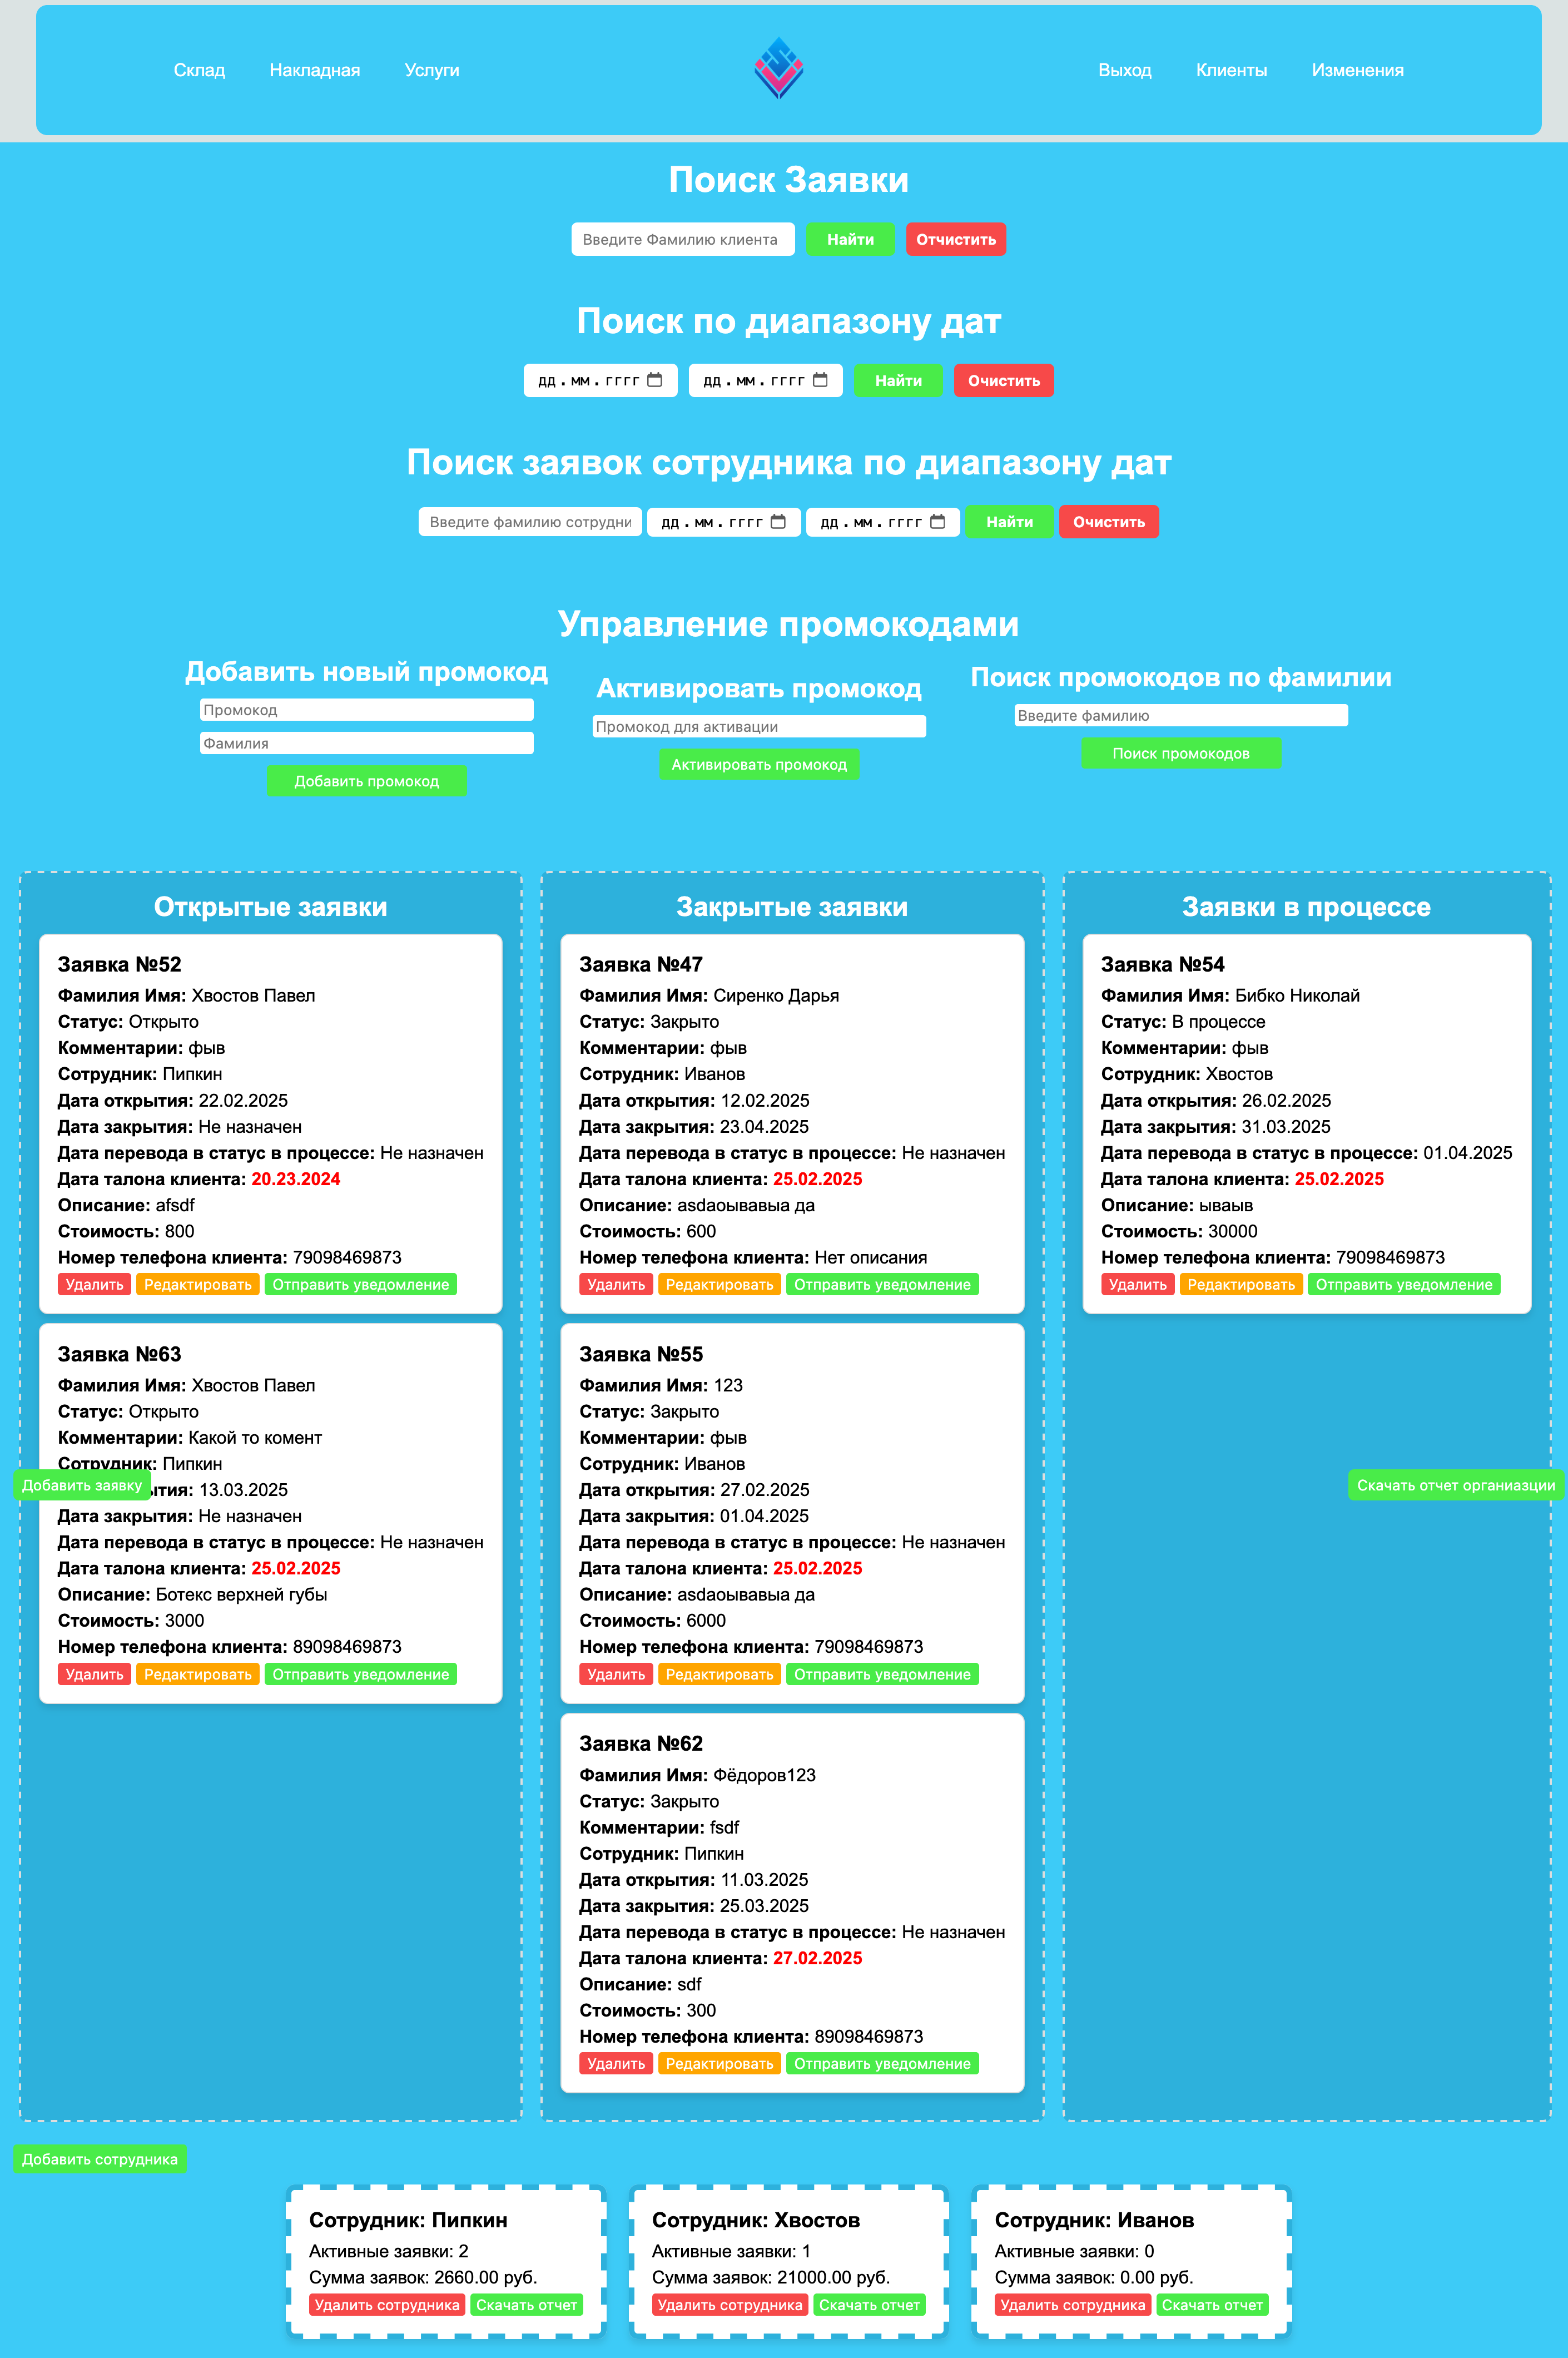 Склад Накладная Услуги Выход Клиенты Изменения
Поиск Заявки
Введите Фамилию клиента Найти Отчистить
Поиск по диапазону дат
дд.мм.гггг дд.мм.гггг Найти Очистить
Поиск заявок сотрудника по диапазону дат
Введите фамилию сотрудни дд.мм.гггг дд.мм.гггг Найти Очистить
Управление промокодами
Добавить новый промокод
Промокод
Фамилия
Добавить промокод
Активировать промокод
Промокод для активации
Активировать промокод
Поиск промокодов по фамилии
Введите фамилию
Поиск промокодов
Открытые заявки
Заявка №52
Фамилия Имя: Хвостов Павел
Статус: Открыто
Комментарии: фыв
Сотрудник: Пипкин
Дата открытия: 22.02.2025
Дата закрытия: Не назначен
Дата перевода в статус в процессе: Не назначен
Дата талона клиента: 20.23.2024
Описание: afsdf
Стоимость: 800
Номер телефона клиента: 79098469873
Удалить Редактировать Отправить уведомление
Заявка №63
Фамилия Имя: Хвостов Павел
Статус: Открыто
Комментарии: Какой то комент
Сотрудник: Пипкин
Добавить заявку ытия: 13.03.2025
Дата закрытия: Не назначен
Дата перевода в статус в процессе: Не назначен
Дата талона клиента: 25.02.2025
Описание: Ботекс верхней губы
Стоимость: 3000
Номер телефона клиента: 89098469873
Удалить Редактировать Отправить уведомление
Закрытые заявки
Заявка №47
Фамилия Имя: Сиренко Дарья
Статус: Закрыто
Комментарии: фыв
Сотрудник: Иванов
Дата открытия: 12.02.2025
Дата закрытия: 23.04.2025
Дата перевода в статус в процессе: Не назначен
Дата талона клиента: 25.02.2025
Описание: asdaоывавыа да
Стоимость: 600
Номер телефона клиента: Нет описания
Удалить Редактировать Отправить уведомление
Заявка №55
Фамилия Имя: 123
Статус: Закрыто
Комментарии: фыв
Сотрудник: Иванов
Дата открытия: 27.02.2025
Дата закрытия: 01.04.2025
Дата перевода в статус в процессе: Не назначен
Дата талона клиента: 25.02.2025
Описание: asdaоывавыа да
Стоимость: 6000
Номер телефона клиента: 79098469873
Удалить Редактировать Отправить уведомление
Заявка №62
Фамилия Имя: Фёдоров123
Статус: Закрыто
Комментарии: fsdf
Сотрудник: Пипкин
Дата открытия: 11.03.2025
Дата закрытия: 25.03.2025
Дата перевода в статус в процессе: Не назначен
Дата талона клиента: 27.02.2025
Описание: sdf
Стоимость: 300
Номер телефона клиента: 89098469873
Удалить Редактировать Отправить уведомление
Заявки в процессе
Заявка №54
Фамилия Имя: Бибко Николай
Статус: В процессе
Комментарии: фыв
Сотрудник: Хвостов
Дата открытия: 26.02.2025
Дата закрытия: 31.03.2025
Дата перевода в статус в процессе: 01.04.2025
Дата талона клиента: 25.02.2025
Описание: ываыв
Стоимость: 30000
Номер телефона клиента: 79098469873
Удалить Редактировать Отправить уведомление
Скачать отчет органиазции
Добавить сотрудника
Сотрудник: Пипкин
Активные заявки: 2
Сумма заявок: 2660.00 руб.
Удалить сотрудника Скачать отчет
Сотрудник: Хвостов
Активные заявки: 1
Сумма заявок: 21000.00 руб.
Удалить сотрудника Скачать отчет
Сотрудник: Иванов
Активные заявки: 0
Сумма заявок: 0.00 руб.
Удалить сотрудника Скачать отчет